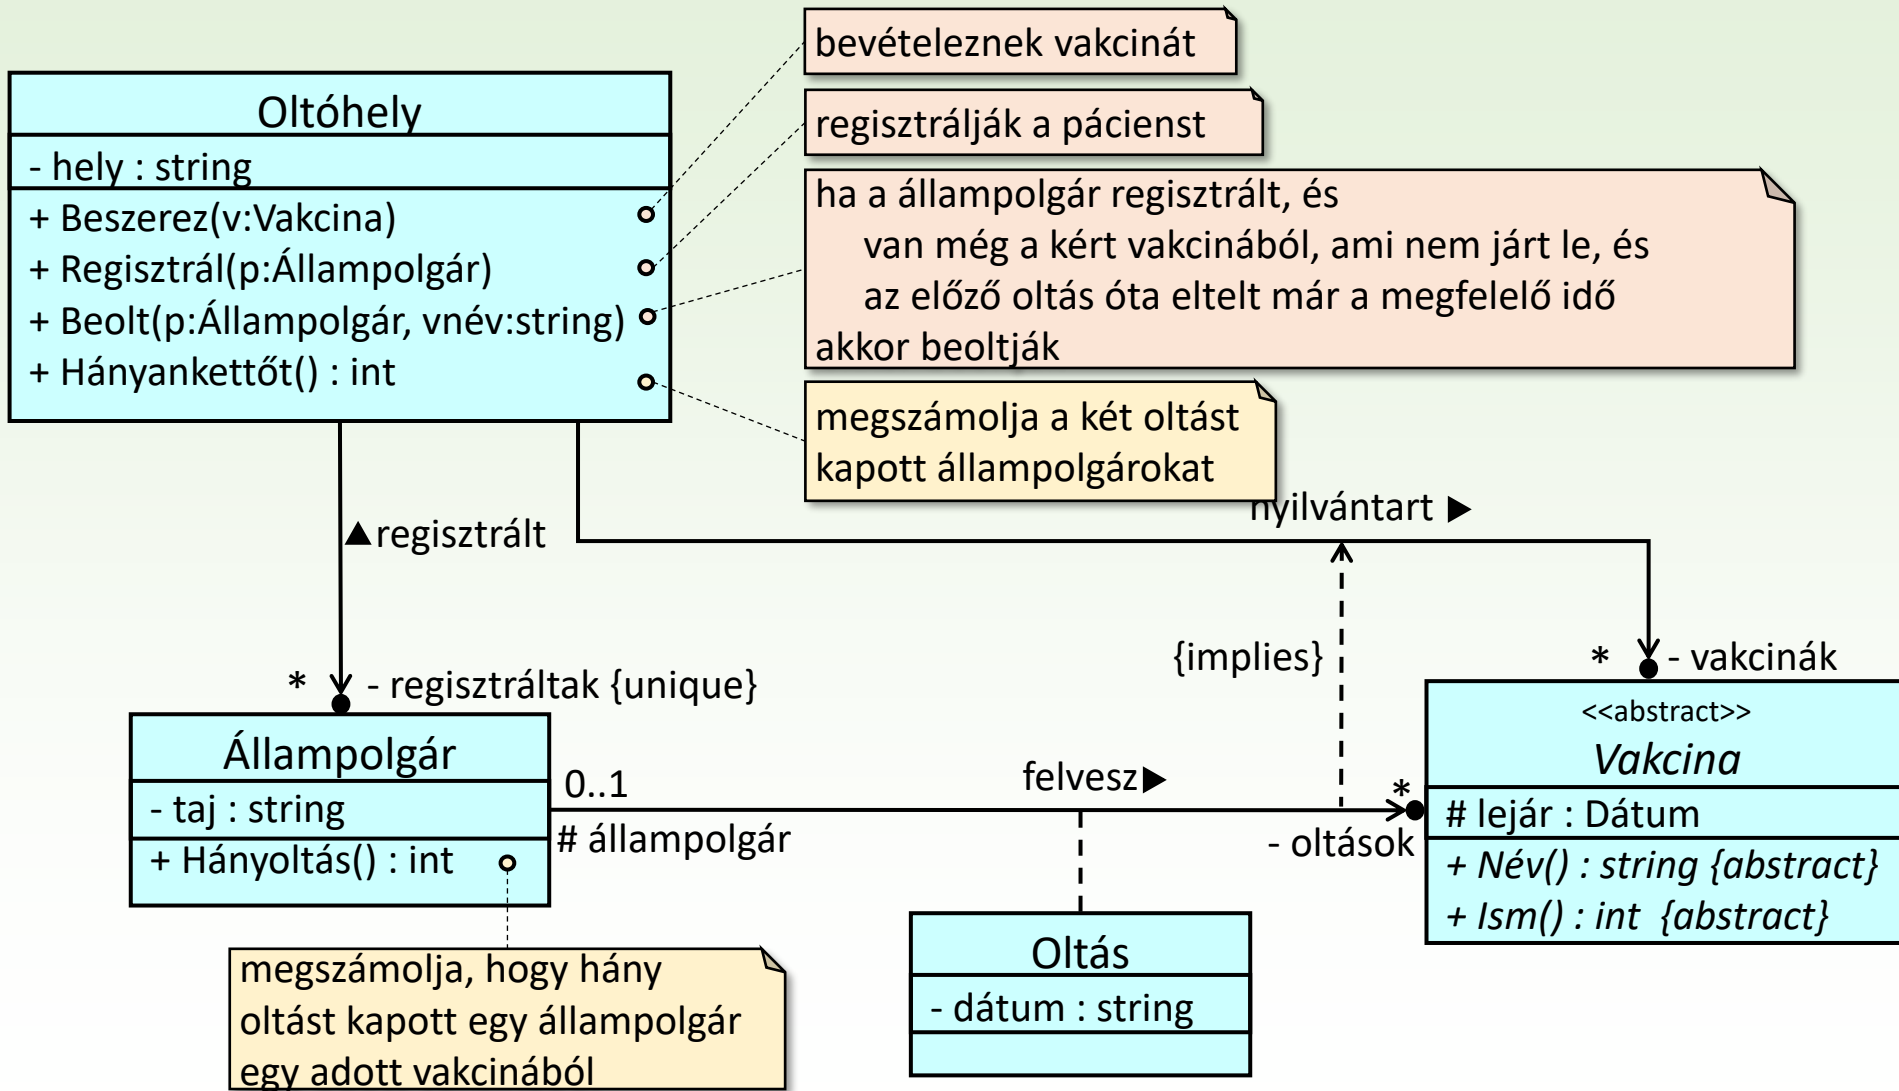 bevételeznek vakcinát
Oltóhely
- hely : string
+ Beszerez(v:Vakcina)
+ Regisztrál(p:Állampolgár)
+ Beolt(p:Állampolgár, vnév:string)
+ Hányankettőt() : int
regisztrálják a pácienst
ha a állampolgár regisztrált, és
van még a kért vakcinából, ami nem járt le, és
az előző oltás óta eltelt már a megfelelő idő
akkor beoltják
megszámolja a két oltást
kapott állampolgárokat
nyilvántart ▶
▲ regisztrált
{implies}
* - regisztráltak {unique}
* - vakcinák
Állampolgár
- taj : string
+ Hányoltás() : int
0..1
# állampolgár
felvesz▶
*
- oltások
<<abstract>>
Vakcina
# lejár : Dátum
+ Név() : string {abstract}
+ Ism() : int {abstract}
megszámolja, hogy hány
oltást kapott egy állampolgár
egy adott vakcinából
Oltás
- dátum : string